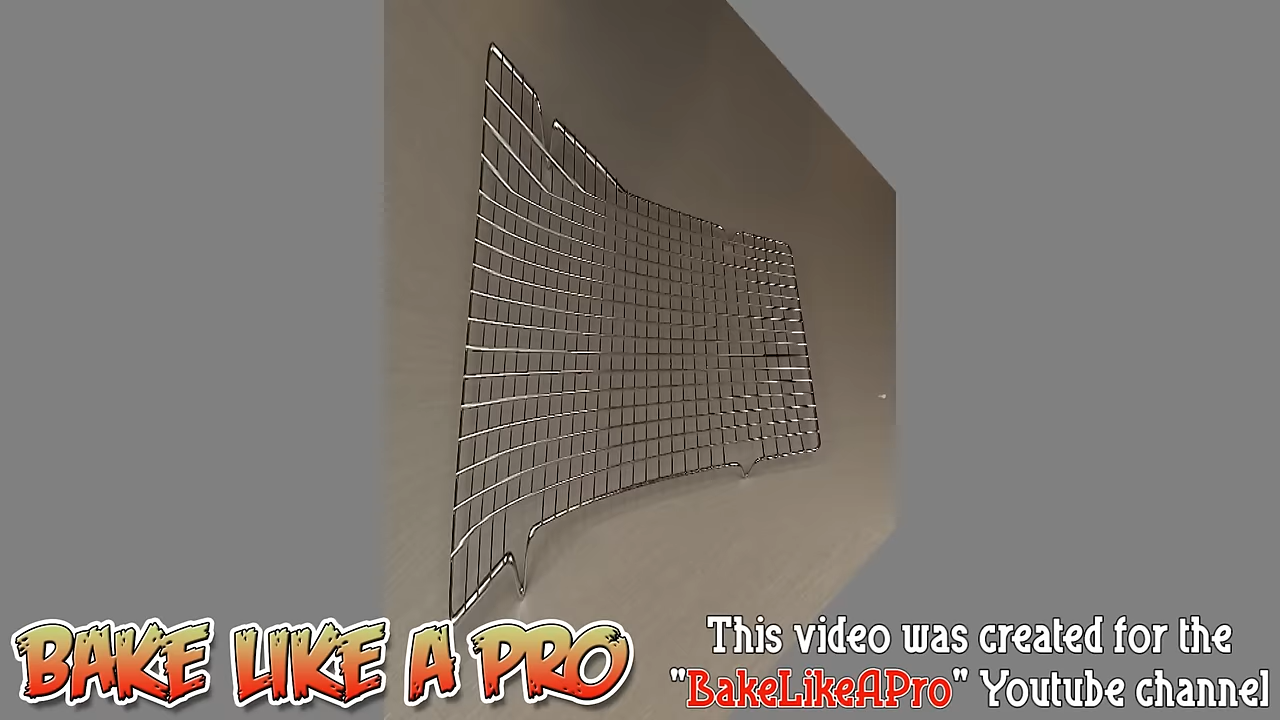 BAKE LIKE A PRO
This video was created for the
"BakeLikeAPro" Youtube channel